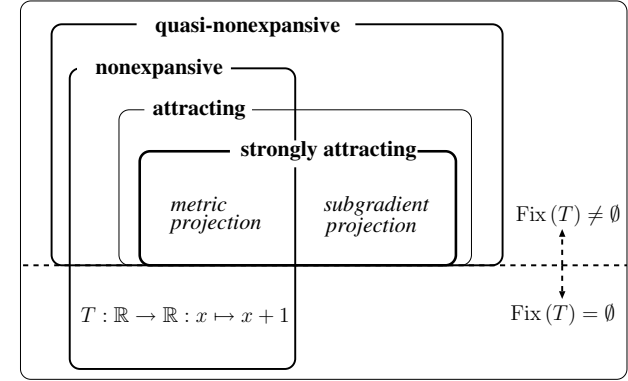 quasi-nonexpansive
nonexpansive
attracting
strongly attracting
metric
projection
subgradient
projection
Fix (T) ≠ ∅
Fix (T) = ∅
T : ℝ → ℝ : x ↦ x + 1